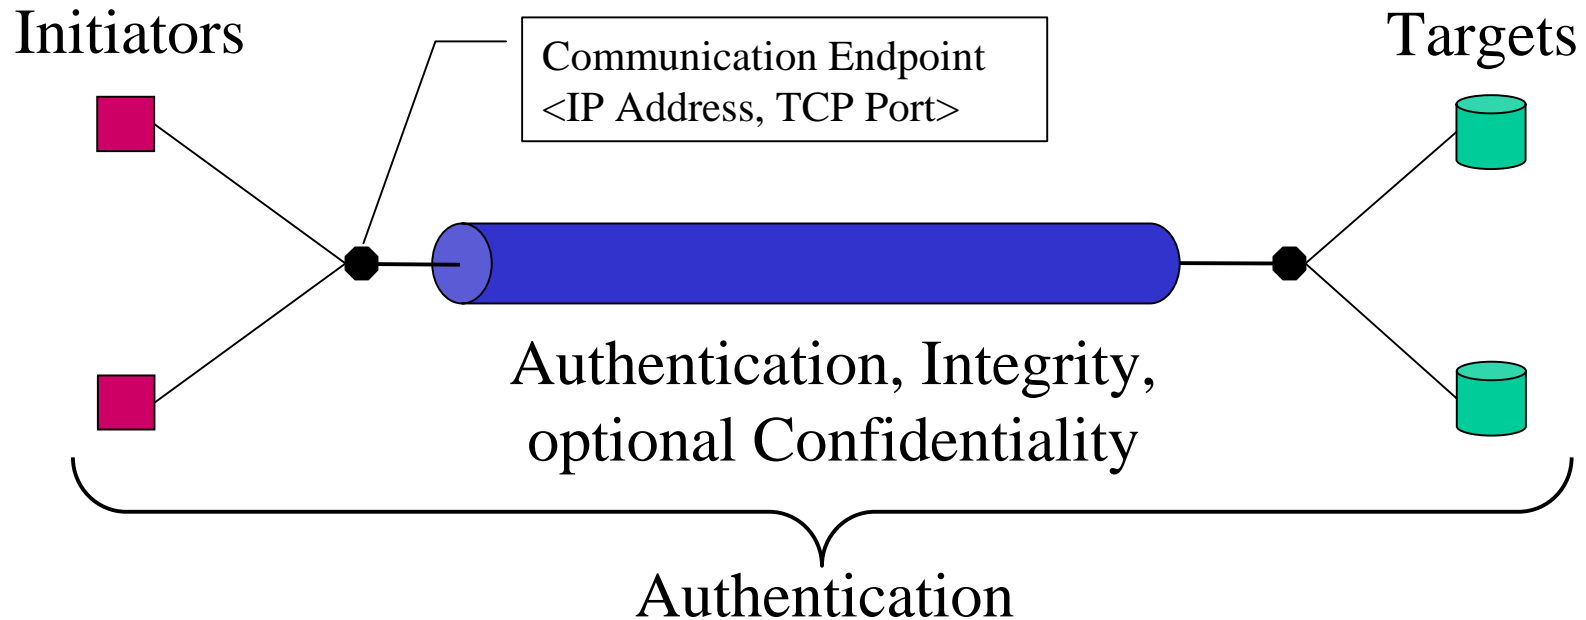 Initiators
Communication Endpoint
<IP Address, TCP Port>
Targets
Authentication, Integrity,
optional Confidentiality
Authentication